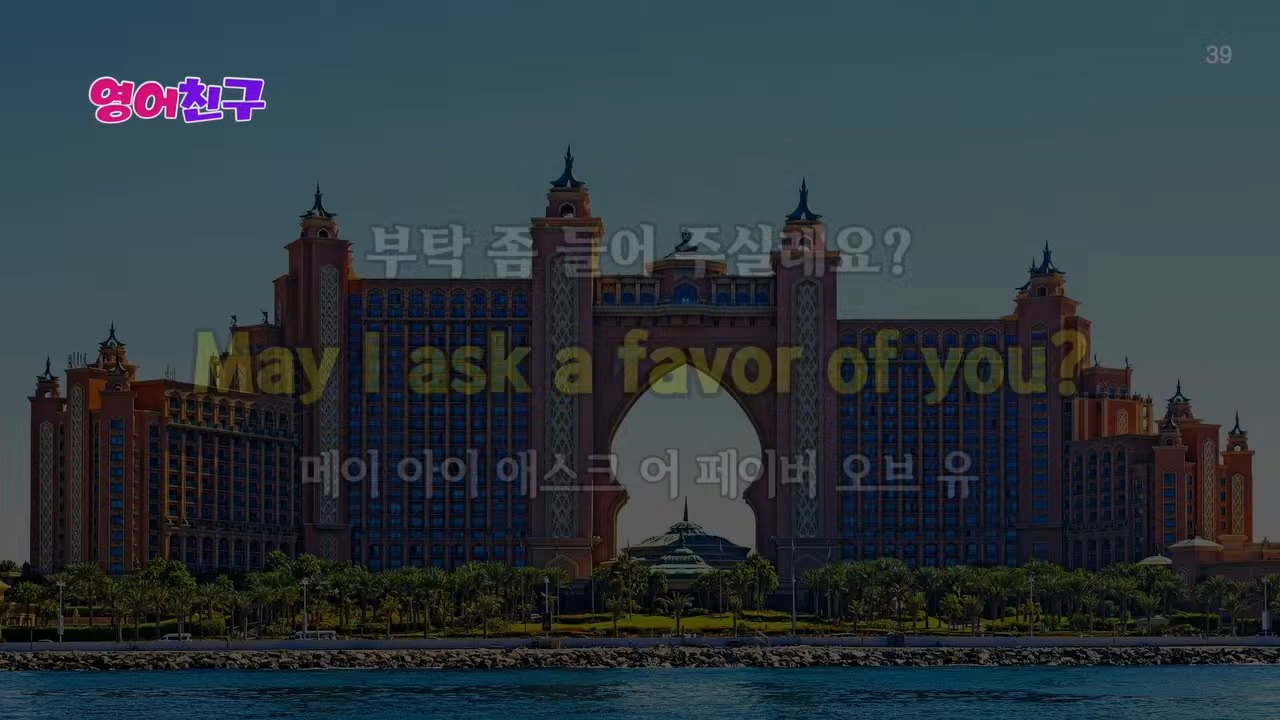 39
영어친구
부탁 좀 들어 주실래요?
May I ask a favor of you?
메이 아이 애스크 어 페이버 오브 유